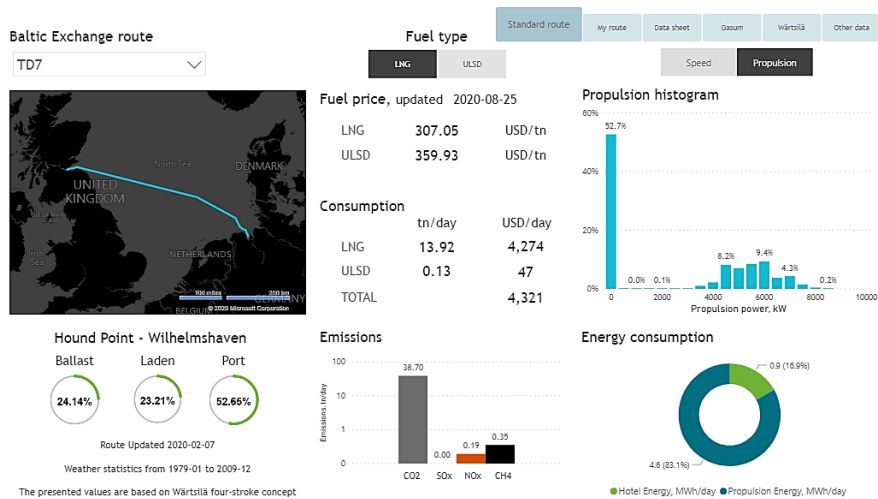 Standard route
My route
Data sheet
Gasum
Wärtsilä
Other data
Baltic Exchange route
TD7
Fuel type
LNG
ULSD
Speed
Propulsion
North Sea
DENMARK
UNITED
KINGDOM
Irish
Sea
NETHERLANDS
100 miles
250 km
GERMANY
BELGIUM
© 2020 Microsoft Corporation
Fuel price, updated 2020-08-25
LNG 307.05 USD/tn
ULSD 359.93 USD/tn
Consumption
tn/day USD/day
LNG 13.92 4,274
ULSD 0.13 47
TOTAL 4,321
Propulsion histogram
60%
52.7%
40%
20%
8.2%
9.4%
4.3%
0.0%
0.1%
0.2%
0%
0 2000 4000 6000 8000 10000
Propulsion power, kW
Hound Point - Wilhelmshaven
Ballast Laden Port
24.14% 23.21% 52.65%
Route Updated 2020-02-07
Weather statistics from 1979-01 to 2009-12
The presented values are based on Wärtsilä four-stroke concept
Emissions
Emissions, tn/day
100
10
1
0
38.70
0.00
0.19
0.35
CO2 SOx NOx CH4
Energy consumption
0.9 (16.9%)
4.6 (83.1%)
Hotel Energy, MWh/day Propulsion Energy, MWh/day